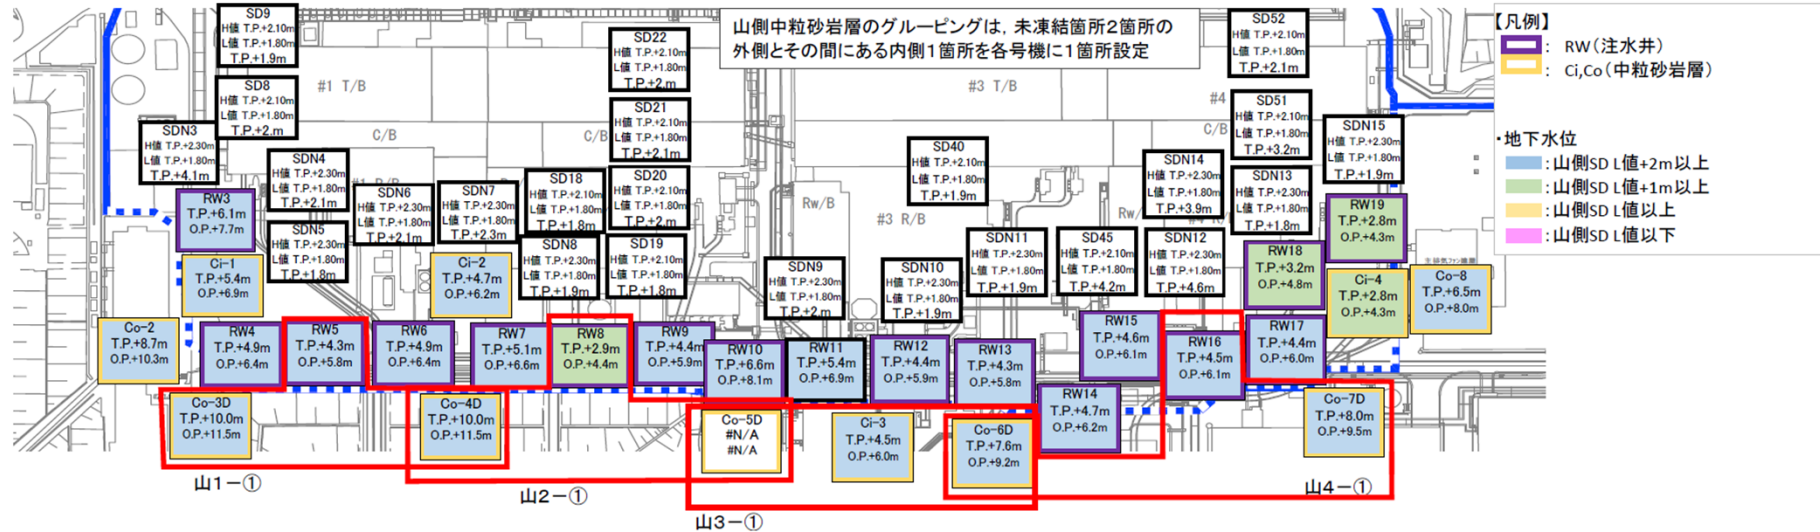 山側中粒砂岩層のグルーピングは，未凍結箇所2箇所の
外側とその間にある内側1箇所を各号機に1箇所設定
【凡例】
： RW（注水井）
： Ci,Co（中粒砂岩層）
・地下水位
：山側SD L値+2m以上
：山側SD L値+1m以上
：山側SD L値以上
：山側SD L値以下
SD9
H値 T.P.+2.10m
L値 T.P.+1.80m
T.P.+1.9m
SD8
H値 T.P.+2.10m
L値 T.P.+1.80m
T.P.+2.m
SDN3
H値 T.P.+2.30m
L値 T.P.+1.80m
T.P.+4.1m
SDN4
H値 T.P.+2.30m
L値 T.P.+1.80m
T.P.+2.1m
SDN5
H値 T.P.+2.30m
L値 T.P.+1.80m
T.P.+1.8m
SDN6
H値 T.P.+2.30m
L値 T.P.+1.80m
T.P.+2.1m
SDN7
H値 T.P.+2.30m
L値 T.P.+1.80m
T.P.+2.3m
SD18
H値 T.P.+2.10m
L値 T.P.+1.80m
T.P.+1.8m
SDN8
H値 T.P.+2.30m
L値 T.P.+1.80m
T.P.+1.9m
SD22
H値 T.P.+2.10m
L値 T.P.+1.80m
T.P.+2.m
SD21
H値 T.P.+2.10m
L値 T.P.+1.80m
T.P.+2.1m
SD20
H値 T.P.+2.10m
L値 T.P.+1.80m
T.P.+2.m
SD19
H値 T.P.+2.10m
L値 T.P.+1.80m
T.P.+1.8m
SDN9
H値 T.P.+2.30m
L値 T.P.+1.80m
T.P.+2.m
SDN10
H値 T.P.+2.30m
L値 T.P.+1.80m
T.P.+1.9m
SD40
H値 T.P.+2.10m
L値 T.P.+1.80m
T.P.+1.9m
SDN11
H値 T.P.+2.30m
L値 T.P.+1.80m
T.P.+1.9m
SD45
H値 T.P.+2.10m
L値 T.P.+1.80m
T.P.+4.2m
SDN12
H値 T.P.+2.30m
L値 T.P.+1.80m
T.P.+4.6m
SDN14
H値 T.P.+2.30m
L値 T.P.+1.80m
T.P.+3.9m
SD52
H値 T.P.+2.10m
L値 T.P.+1.80m
T.P.+2.1m
SD51
H値 T.P.+2.10m
L値 T.P.+1.80m
T.P.+3.2m
SDN13
H値 T.P.+2.30m
L値 T.P.+1.80m
T.P.+1.8m
SDN15
H値 T.P.+2.30m
L値 T.P.+1.80m
T.P.+1.9m
#1 T/B
C/B
C/B
#3 T/B
#4
C/B
Rw/B
#3 R/B
Rw/
RW3
T.P.+6.1m
O.P.+7.7m
Ci-1
T.P.+5.4m
O.P.+6.9m
Ci-2
T.P.+4.7m
O.P.+6.2m
Co-2
T.P.+8.7m
O.P.+10.3m
RW4
T.P.+4.9m
O.P.+6.4m
RW5
T.P.+4.3m
O.P.+5.8m
RW6
T.P.+4.9m
O.P.+6.4m
RW7
T.P.+5.1m
O.P.+6.6m
RW8
T.P.+2.9m
O.P.+4.4m
RW9
T.P.+4.4m
O.P.+5.9m
RW10
T.P.+6.6m
O.P.+8.1m
RW11
T.P.+5.4m
O.P.+6.9m
RW12
T.P.+4.4m
O.P.+5.9m
RW13
T.P.+4.3m
O.P.+5.8m
RW14
T.P.+4.7m
O.P.+6.2m
RW15
T.P.+4.6m
O.P.+6.1m
RW16
T.P.+4.5m
O.P.+6.1m
RW17
T.P.+4.4m
O.P.+6.0m
RW18
T.P.+3.2m
O.P.+4.8m
RW19
T.P.+2.8m
O.P.+4.3m
Ci-4
T.P.+2.8m
O.P.+4.3m
Co-8
T.P.+6.5m
O.P.+8.0m
Co-3D
T.P.+10.0m
O.P.+11.5m
Co-4D
T.P.+10.0m
O.P.+11.5m
Co-5D
#N/A
#N/A
Ci-3
T.P.+4.5m
O.P.+6.0m
Co-6D
T.P.+7.6m
O.P.+9.2m
Co-7D
T.P.+8.0m
O.P.+9.5m
山1－①
山2－①
山3－①
山4－①